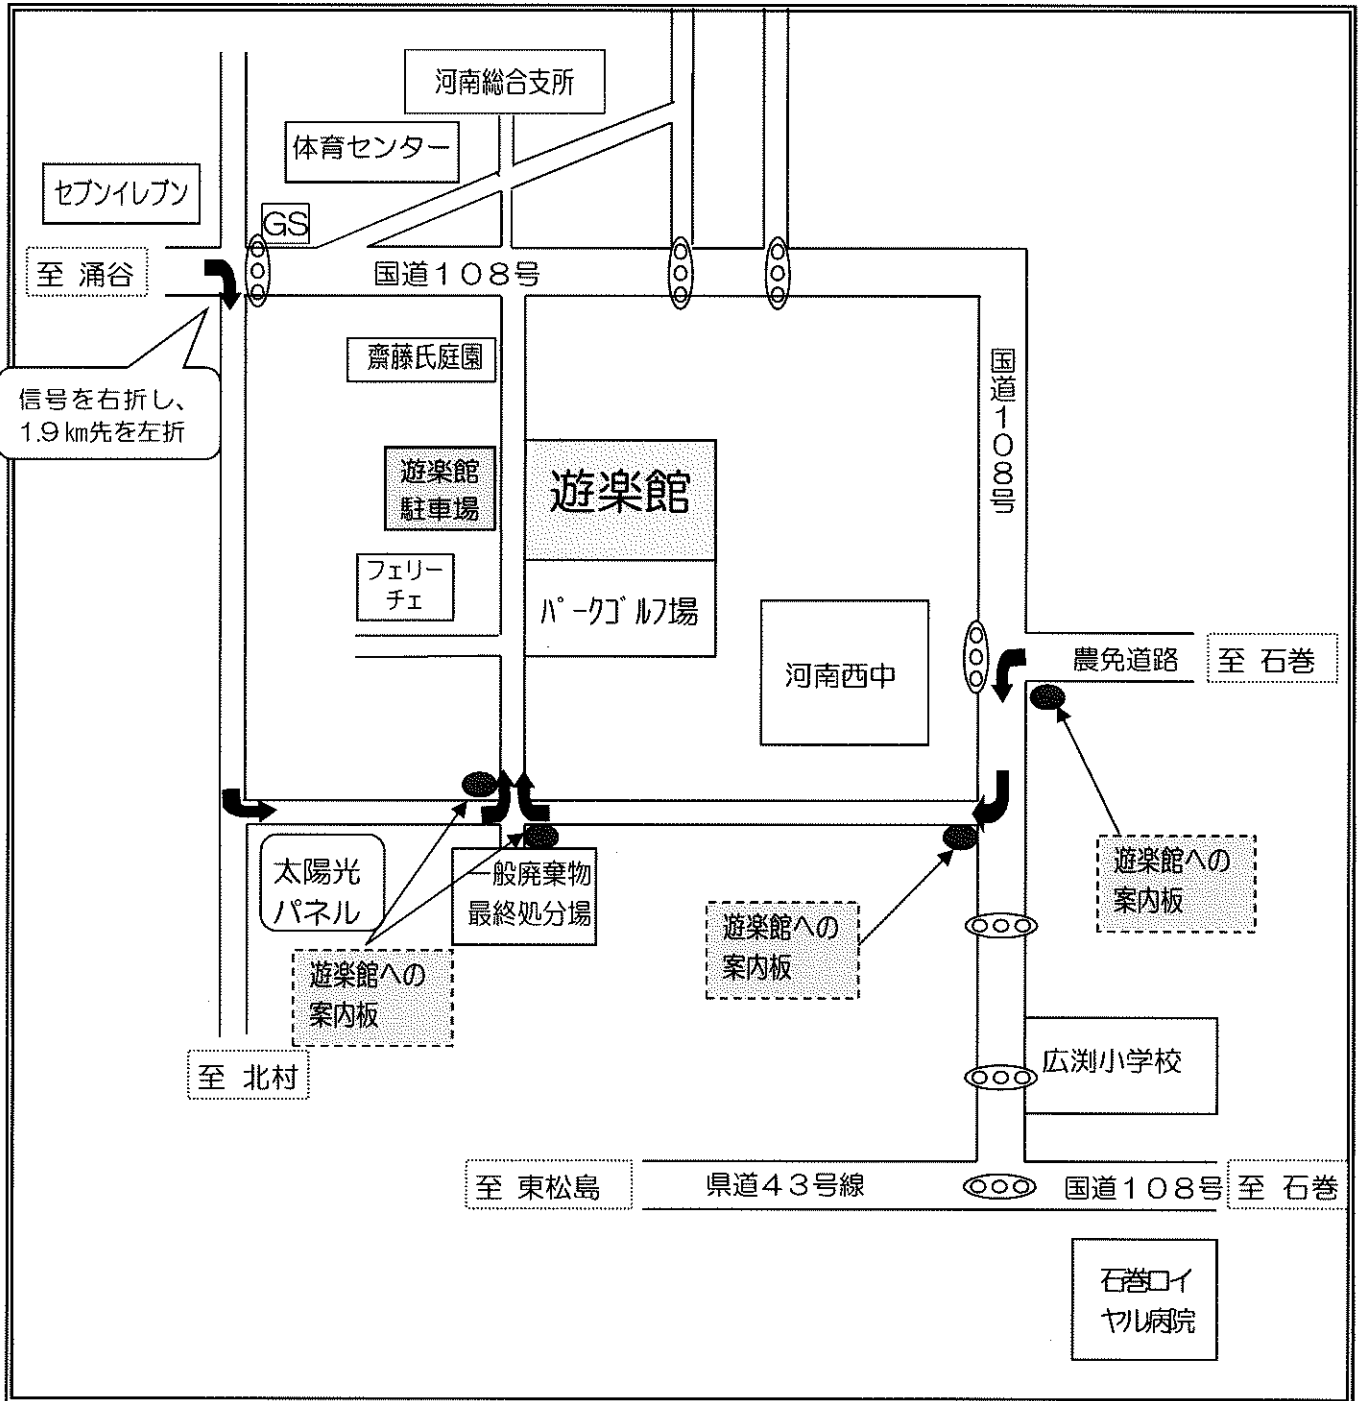 河南総合支所
体育センター
セブンイレブン
GS
至 涌谷
国道108号
信号を右折し、
1.9㎞先を左折
齋藤氏庭園
国道108号
遊楽館
駐車場
遊楽館
フェリー
チェ
パークゴルフ場
河南西中
農免道路
至 石巻
太陽光
パネル
一般廃棄物
最終処分場
遊楽館への
案内板
遊楽館への
案内板
遊楽館への
案内板
至 北村
広渕小学校
至 東松島
県道43号線
国道108号
至 石巻
石巻ロイ
ヤル病院